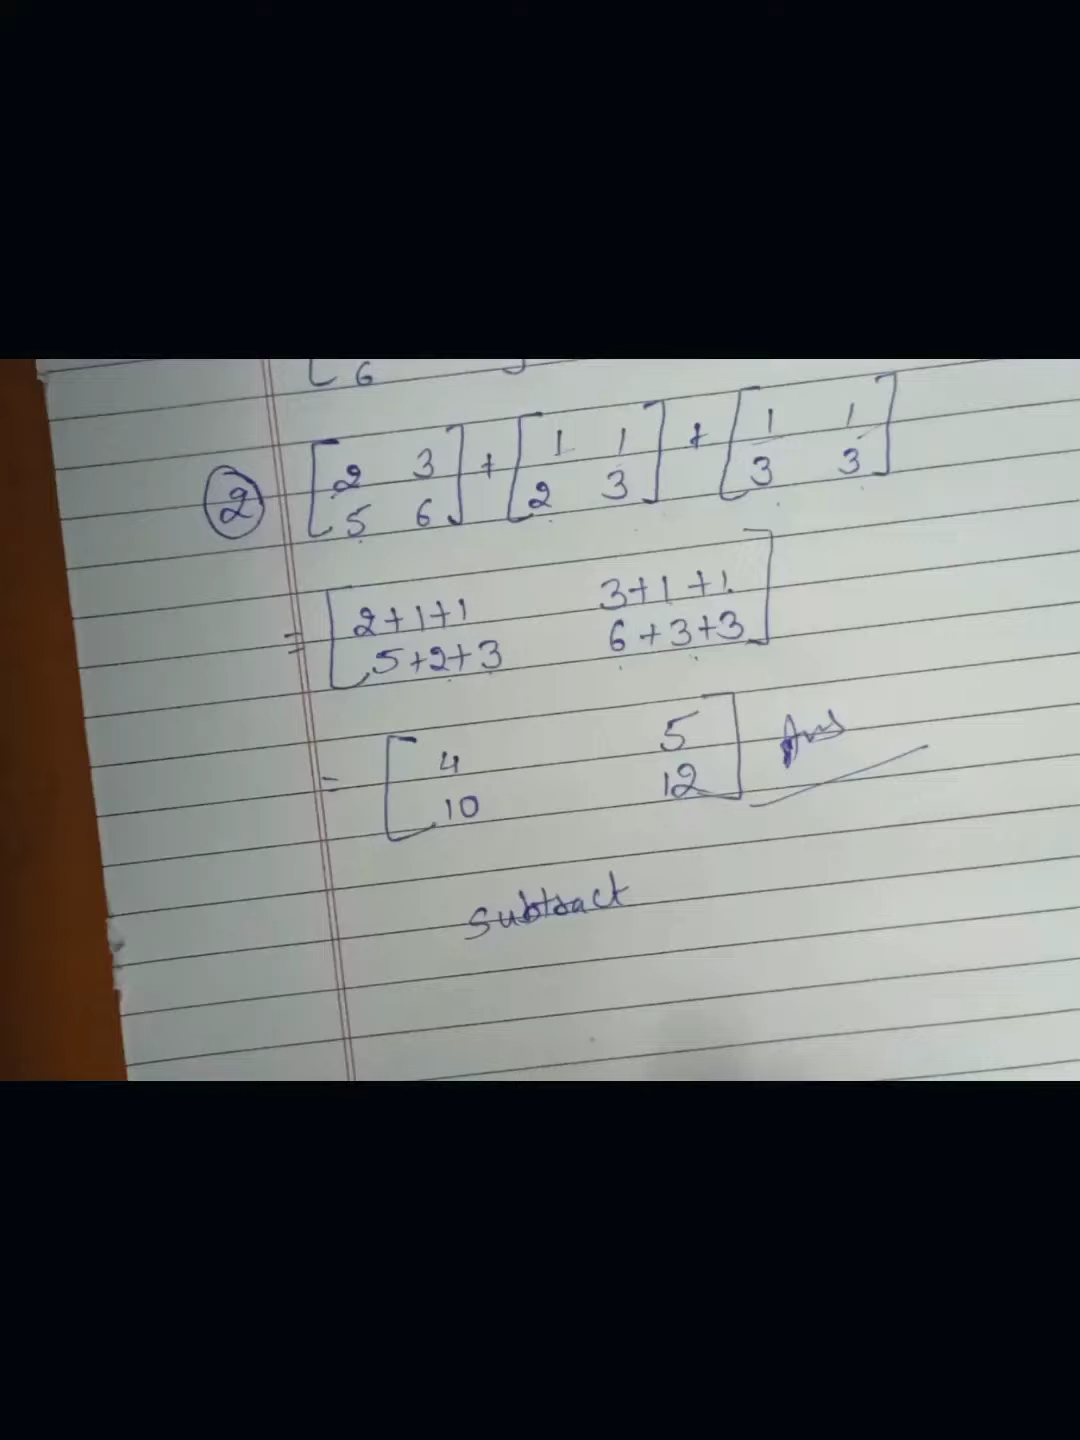 6
② [2 3] + [1 1] + [1 1]
[5 6] [2 3] [3 3]
= [2+1+1 3+1+1]
[5+2+3 6+3+3]
= [4 5] Ans
[10 12]
Subtract